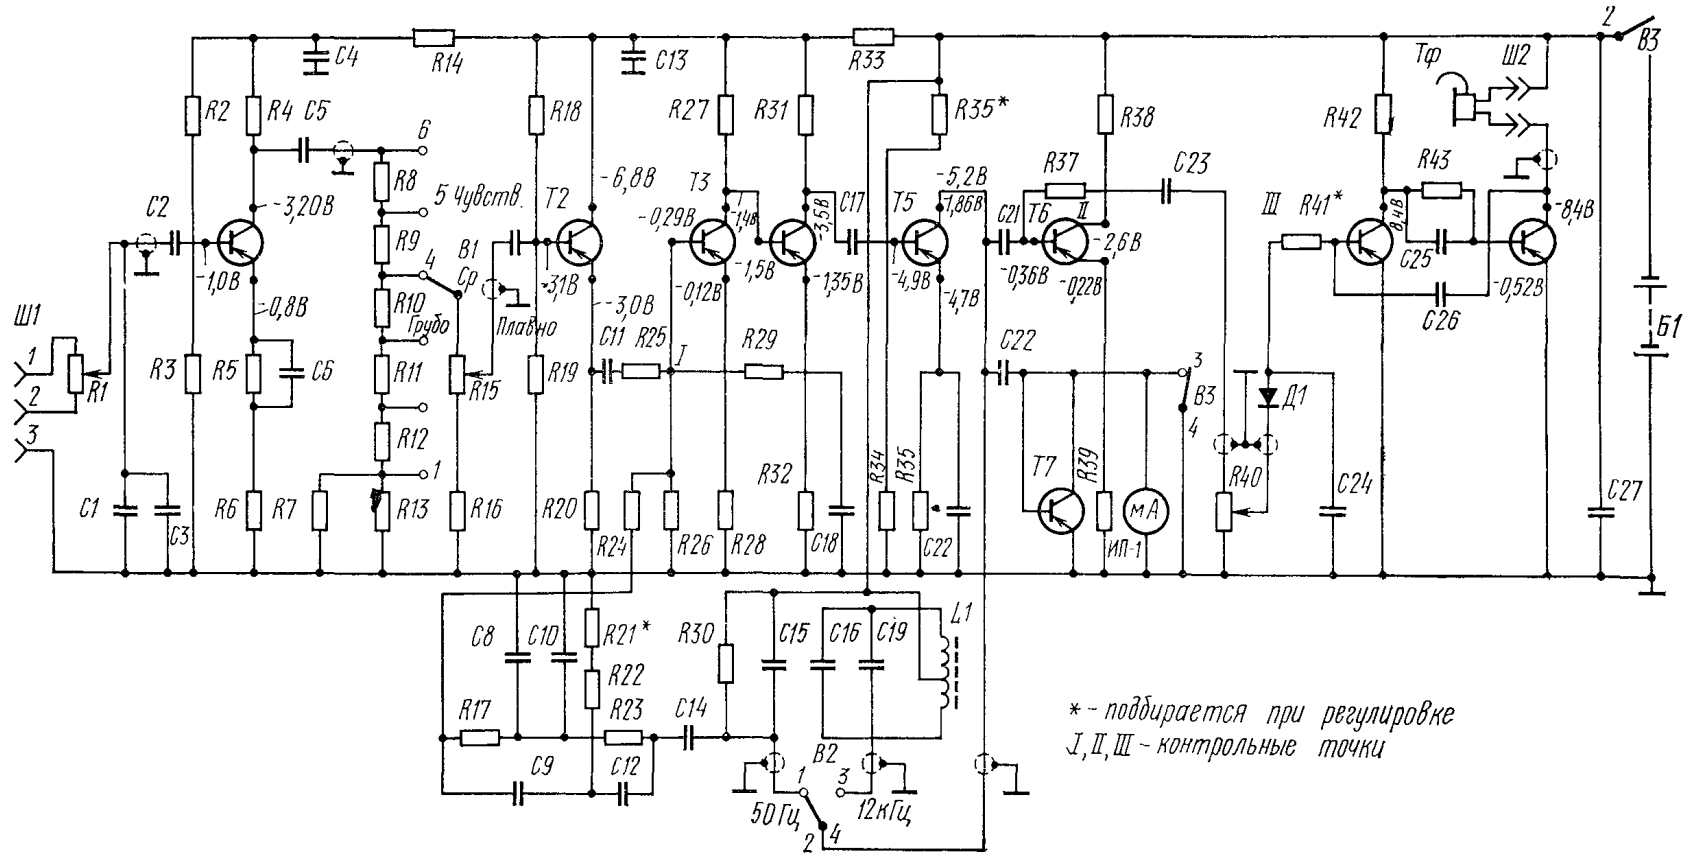 2
В3
С4
R14
С13
R33
Тφ
Ш2
R2
R4
С5
6
R18
R27
R31
R35*
R38
R42
R8
R37
С23
R43
5 Чувств.
Т2
-6,8В
Т3
-5,2В
С2
-3,20В
-0,29В
-1,4В
-3,5В
С17
Т5
-1,86В
С21
Т6
II
III
R41*
-8,4В
-8,4В
R9
В1
-1,0В
4
Ср
-3,1В
-1,5В
-1,35В
-4,9В
-0,36В
-2,6В
С25
-0,8В
R10
-3,0В
-0,12В
-4,7В
-0,22В
-0,52В
С26
Ш1
Грубо
Плавно
С11
R25
I
R29
С22
Б1
1
R1
R3
R5
С6
R11
R15
R19
3
В3
Д1
2
4
3
R12
1
Т7
R39
R40
R32
R34
R35
С1
С3
R6
R7
R13
R16
R20
С24
С27
мА
R24
R26
R28
С18
С22
ИП-1
С8
С10
R21*
R30
С15
С16
С19
L1
R22
R17
R23
С14
* - подбирается при регулировке
I, II, III - контрольные точки
С9
С12
В2
1
3
50Гц
12кГц
2
4